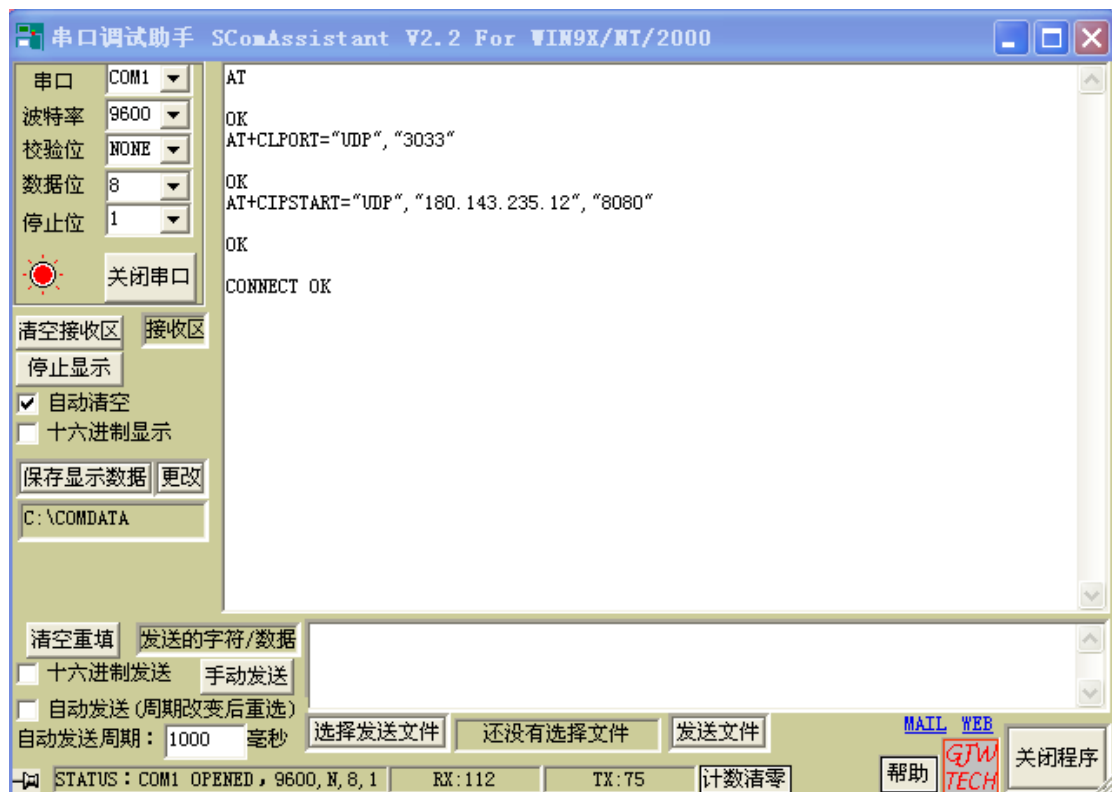 串口调试助手 SComAssistant V2.2 For WIN9X/NT/2000
串口 COM1
波特率 9600
校验位 NONE
数据位 8
停止位 1
关闭串口
清空接收区 接收区
停止显示
自动清空
十六进制显示
保存显示数据 更改
C:\COMDATA
AT
OK
AT+CLPORT="UDP","3033"
OK
AT+CIPSTART="UDP","180.143.235.12","8080"
OK
CONNECT OK
清空重填 发送的字符/数据
十六进制发送 手动发送
自动发送(周期改变后重选)
自动发送周期： 1000 毫秒 选择发送文件 还没有选择文件 发送文件 MAIL WEB
帮助 GJW TECH 关闭程序
STATUS：COM1 OPENED，9600,N,8,1 RX:112 TX:75 计数清零